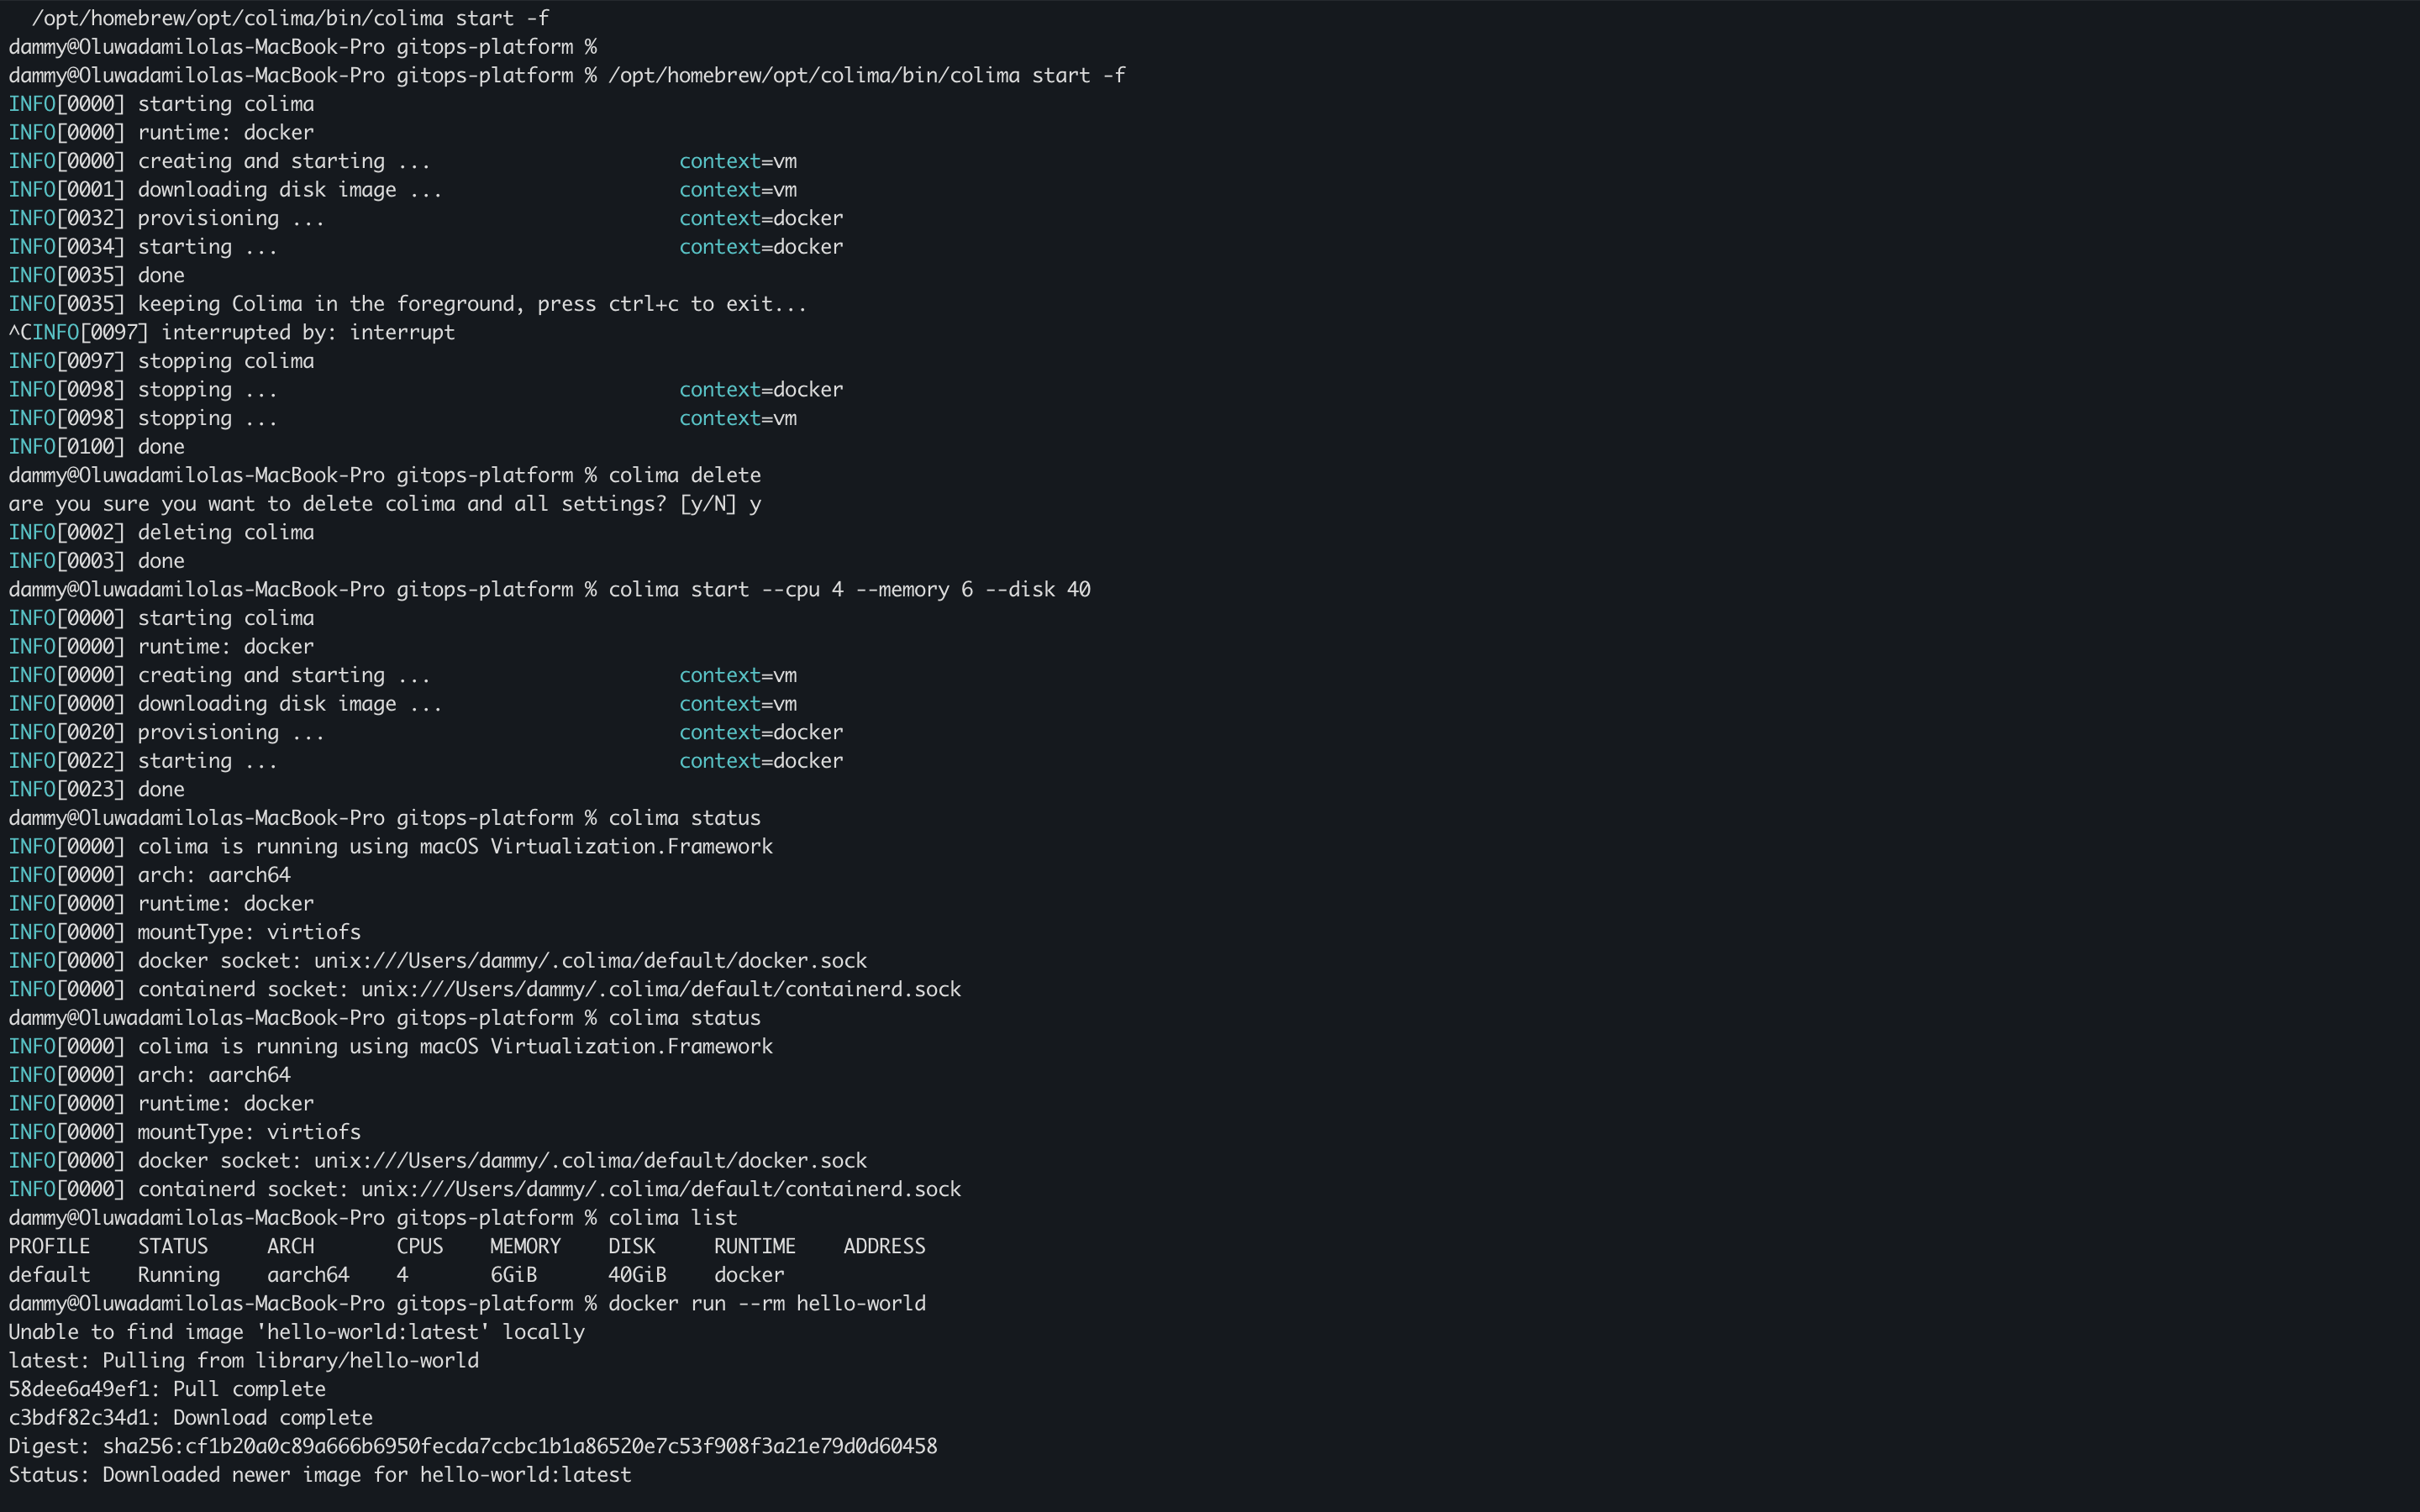 /opt/homebrew/opt/colima/bin/colima start -f
dammy@Oluwadamilolas-MacBook-Pro gitops-platform %
dammy@Oluwadamilolas-MacBook-Pro gitops-platform % /opt/homebrew/opt/colima/bin/colima start -f
INFO[0000] starting colima
INFO[0000] runtime: docker
INFO[0000] creating and starting ...                     context=vm
INFO[0001] downloading disk image ...                    context=vm
INFO[0032] provisioning ...                              context=docker
INFO[0034] starting ...                                  context=docker
INFO[0035] done
INFO[0035] keeping Colima in the foreground, press ctrl+c to exit...
^CINFO[0097] interrupted by: interrupt
INFO[0097] stopping colima
INFO[0098] stopping ...                                  context=docker
INFO[0098] stopping ...                                  context=vm
INFO[0100] done
dammy@Oluwadamilolas-MacBook-Pro gitops-platform % colima delete
are you sure you want to delete colima and all settings? [y/N] y
INFO[0002] deleting colima
INFO[0003] done
dammy@Oluwadamilolas-MacBook-Pro gitops-platform % colima start --cpu 4 --memory 6 --disk 40
INFO[0000] starting colima
INFO[0000] runtime: docker
INFO[0000] creating and starting ...                     context=vm
INFO[0000] downloading disk image ...                    context=vm
INFO[0020] provisioning ...                              context=docker
INFO[0022] starting ...                                  context=docker
INFO[0023] done
dammy@Oluwadamilolas-MacBook-Pro gitops-platform % colima status
INFO[0000] colima is running using macOS Virtualization.Framework
INFO[0000] arch: aarch64
INFO[0000] runtime: docker
INFO[0000] mountType: virtiofs
INFO[0000] docker socket: unix:///Users/dammy/.colima/default/docker.sock
INFO[0000] containerd socket: unix:///Users/dammy/.colima/default/containerd.sock
dammy@Oluwadamilolas-MacBook-Pro gitops-platform % colima status
INFO[0000] colima is running using macOS Virtualization.Framework
INFO[0000] arch: aarch64
INFO[0000] runtime: docker
INFO[0000] mountType: virtiofs
INFO[0000] docker socket: unix:///Users/dammy/.colima/default/docker.sock
INFO[0000] containerd socket: unix:///Users/dammy/.colima/default/containerd.sock
dammy@Oluwadamilolas-MacBook-Pro gitops-platform % colima list
PROFILE    STATUS     ARCH       CPUS    MEMORY    DISK     RUNTIME    ADDRESS
default    Running    aarch64    4       6GiB      40GiB    docker
dammy@Oluwadamilolas-MacBook-Pro gitops-platform % docker run --rm hello-world
Unable to find image 'hello-world:latest' locally
latest: Pulling from library/hello-world
58dee6a49ef1: Pull complete
c3bdf82c34d1: Download complete
Digest: sha256:cf1b20a0c89a666b6950fecda7ccbc1b1a86520e7c53f908f3a21e79d0d60458
Status: Downloaded newer image for hello-world:latest